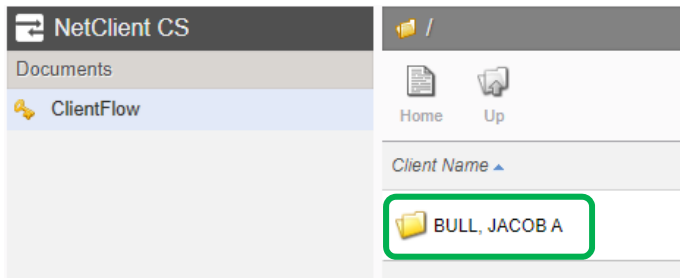 NetClient CS
Documents
ClientFlow
/
Home Up
Client Name
BULL, JACOB A